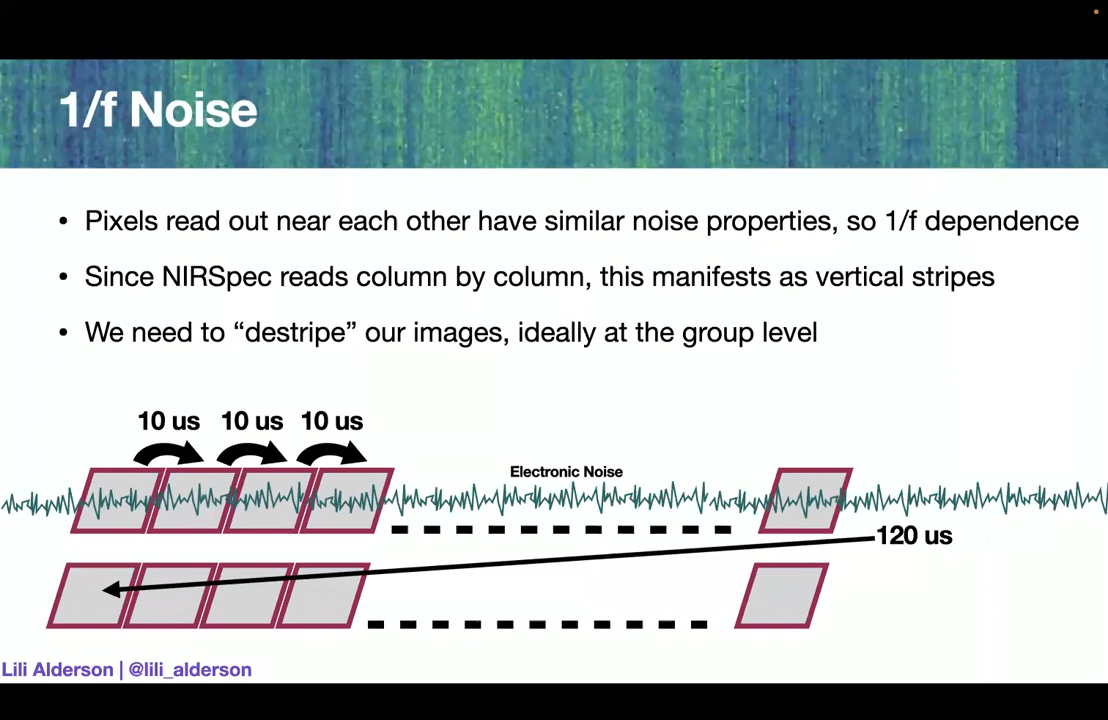 1/f Noise
• Pixels read out near each other have similar noise properties, so 1/f dependence
• Since NIRSpec reads column by column, this manifests as vertical stripes
• We need to “destripe” our images, ideally at the group level
10 us 10 us 10 us
Electronic Noise
120 us
Lili Alderson | @lili_alderson